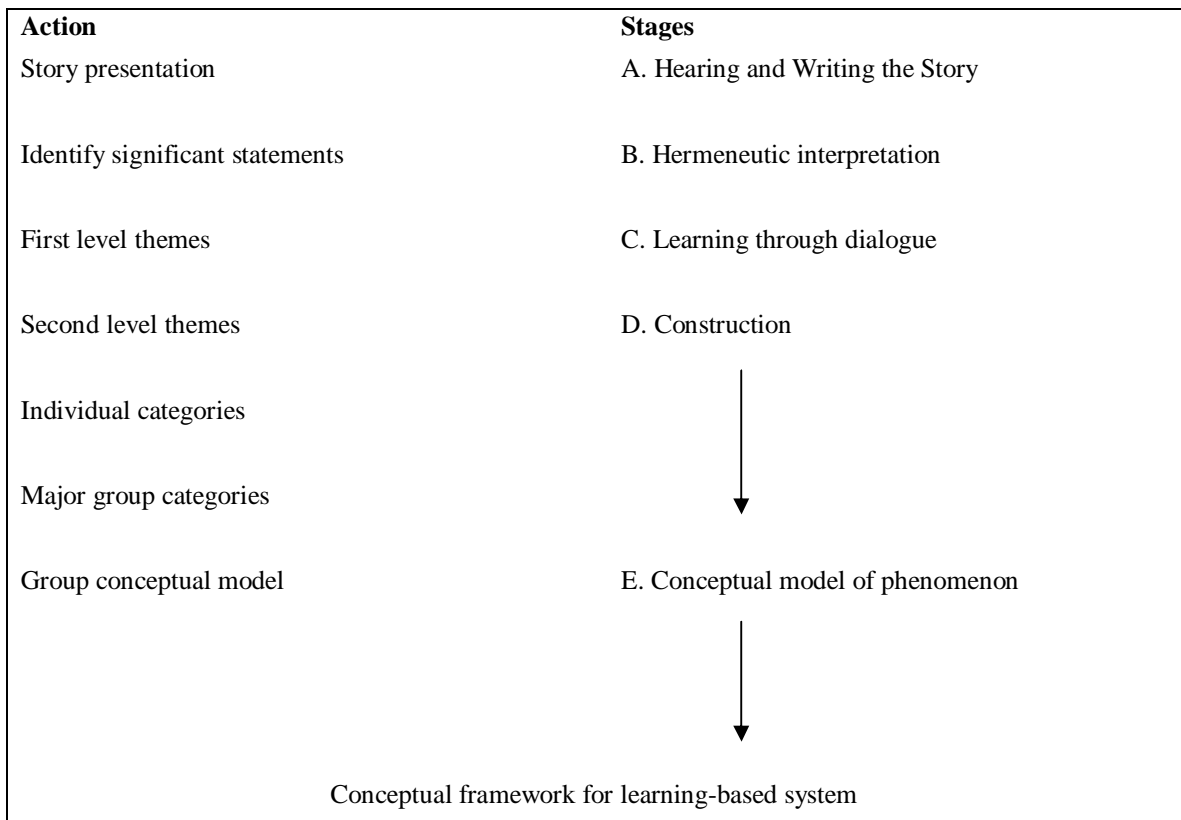 Action Stages
Story presentation A. Hearing and Writing the Story
Identify significant statements B. Hermeneutic interpretation
First level themes C. Learning through dialogue
Second level themes D. Construction
Individual categories
Major group categories
Group conceptual model E. Conceptual model of phenomenon
Conceptual framework for learning-based system